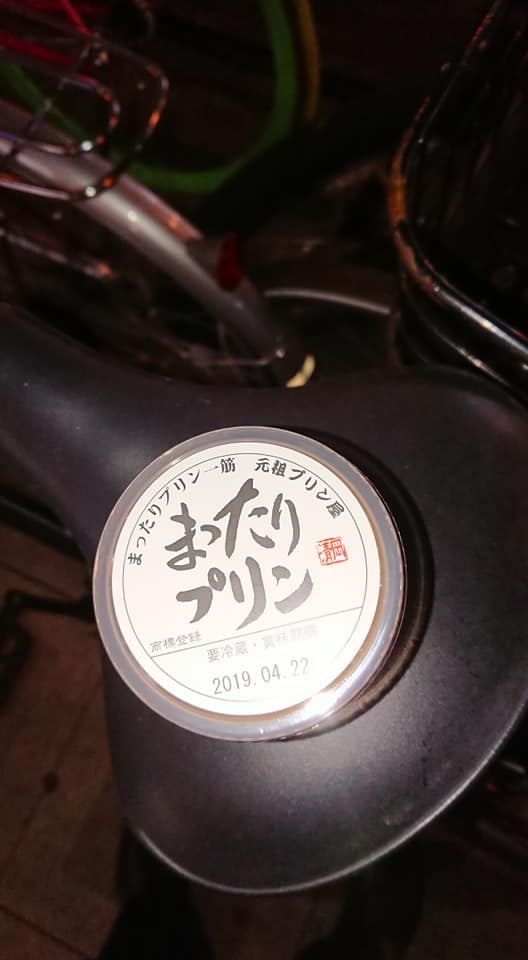 まったりプリン一筋 元祖プリン屋
まったり
プリン
商標登録
要冷蔵・賞味期限
2019.04.22